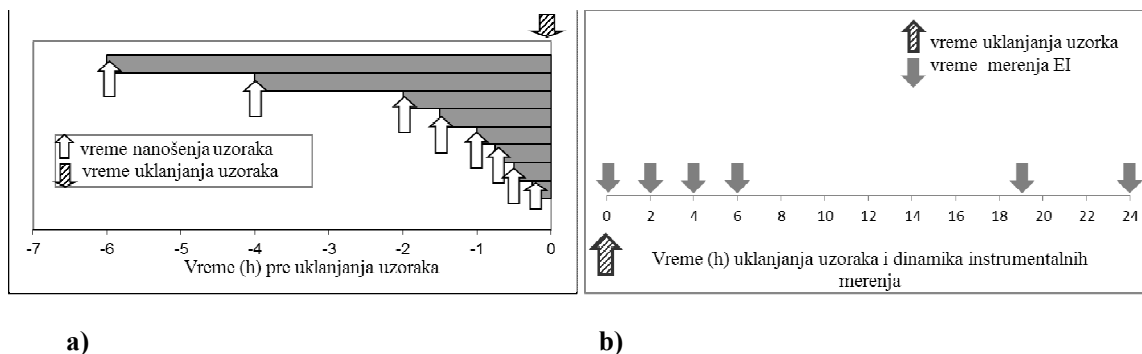 vreme nanošenja uzoraka
vreme uklanjanja uzoraka
-7 -6 -5 -4 -3 -2 -1 0
Vreme (h) pre uklanjanja uzoraka
a)
vreme uklanjanja uzorka
vreme merenja EI
0 2 4 6 8 10 12 14 16 18 20 22 24
Vreme (h) uklanjanja uzoraka i dinamika instrumentalnih
merenja
b)